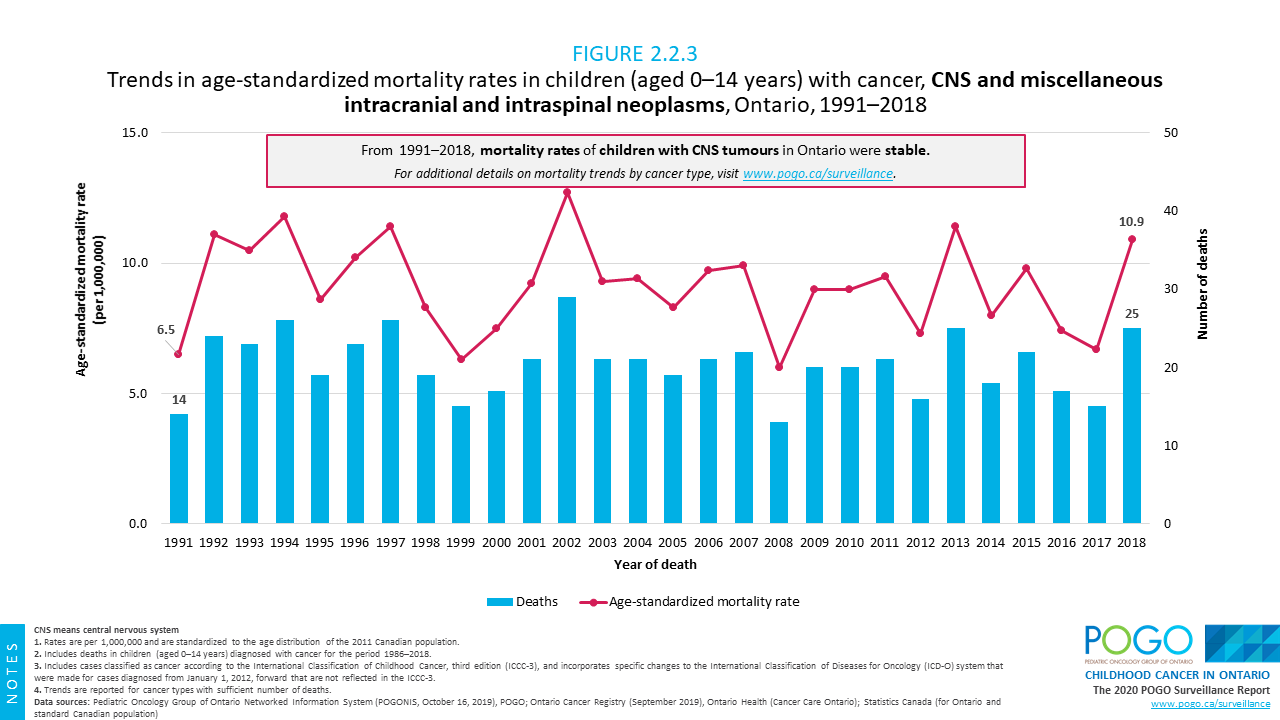 FIGURE 2.2.3
Trends in age-standardized mortality rates in children (aged 0–14 years) with cancer, CNS and miscellaneous
intracranial and intraspinal neoplasms, Ontario, 1991–2018
From 1991–2018, mortality rates of children with CNS tumours in Ontario were stable.
For additional details on mortality trends by cancer type, visit www.pogo.ca/surveillance.
Age-standardized mortality rate
(per 1,000,000)
15.0
10.0
5.0
0.0
6.5
14
10.9
25
50
40
30
20
10
0
Number of deaths
1991 1992 1993 1994 1995 1996 1997 1998 1999 2000 2001 2002 2003 2004 2005 2006 2007 2008 2009 2010 2011 2012 2013 2014 2015 2016 2017 2018
Year of death
Deaths Age-standardized mortality rate
NOTES
CNS means central nervous system
1. Rates are per 1,000,000 and are standardized to the age distribution of the 2011 Canadian population.
2. Includes deaths in children (aged 0–14 years) diagnosed with cancer for the period 1986–2018.
3. Includes cases classified as cancer according to the International Classification of Childhood Cancer, third edition (ICCC-3), and incorporates specific changes to the International Classification of Diseases for Oncology (ICD-O) system that
were made for cases diagnosed from January 1, 2012, forward that are not reflected in the ICCC-3.
4. Trends are reported for cancer types with sufficient number of deaths.
Data sources: Pediatric Oncology Group of Ontario Networked Information System (POGONIS, October 16, 2019), POGO; Ontario Cancer Registry (September 2019), Ontario Health (Cancer Care Ontario); Statistics Canada (for Ontario and
standard Canadian population)
POGO
PEDIATRIC ONCOLOGY GROUP OF ONTARIO
CHILDHOOD CANCER IN ONTARIO
The 2020 POGO Surveillance Report
www.pogo.ca/surveillance